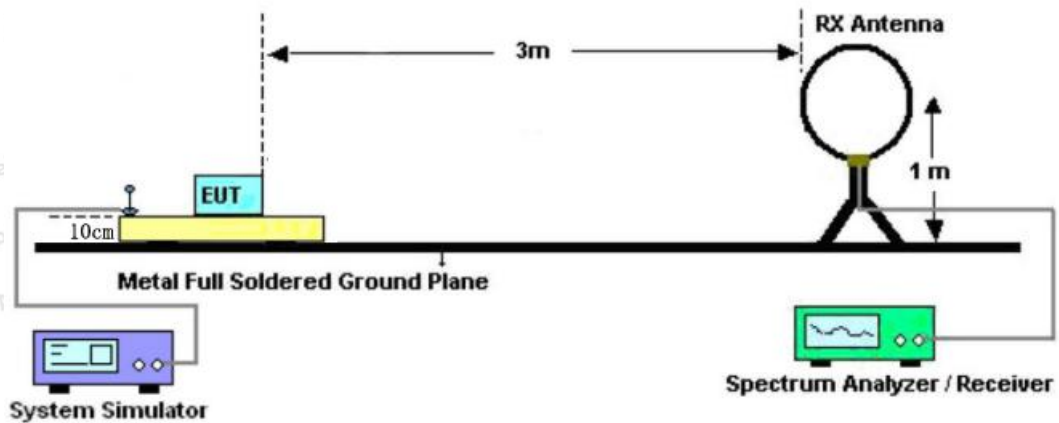 RX Antenna
3m
1 m
EUT
10cm
Metal Full Soldered Ground Plane
System Simulator
Spectrum Analyzer / Receiver